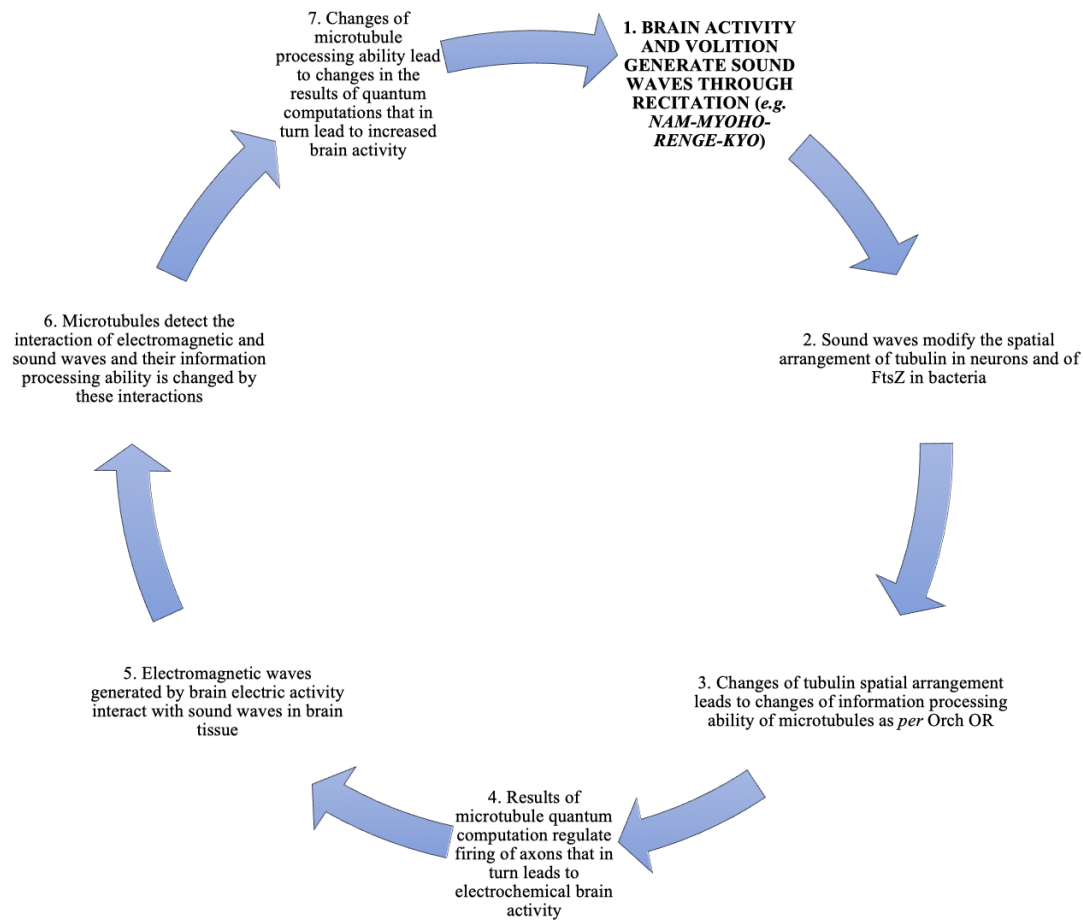 1. BRAIN ACTIVITY
AND VOLITION
GENERATE SOUND
WAVES THROUGH
RECITATION (e.g.
NAM-MYOHO-
RENGE-KYO)
2. Sound waves modify the spatial
arrangement of tubulin in neurons and of
FtsZ in bacteria
3. Changes of tubulin spatial arrangement
leads to changes of information processing
ability of microtubules as per Orch OR
4. Results of
microtubule quantum
computation regulate
firing of axons that in
turn leads to
electrochemical brain
activity
5. Electromagnetic waves
generated by brain electric activity
interact with sound waves in brain
tissue
6. Microtubules detect the
interaction of electromagnetic and
sound waves and their information
processing ability is changed by
these interactions
7. Changes of
microtubule
processing ability lead
to changes in the
results of quantum
computations that in
turn lead to increased
brain activity